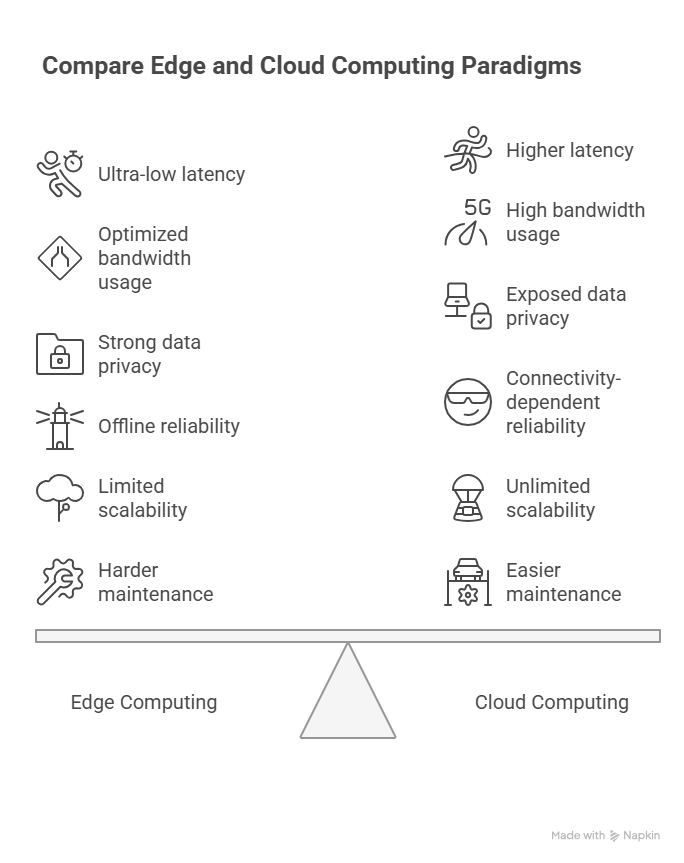 Compare Edge and Cloud Computing Paradigms
Ultra-low latency
Optimized
bandwidth
usage
Strong data
privacy
Offline reliability
Limited
scalability
Harder
maintenance
Higher latency
5G
High bandwidth
usage
Exposed data
privacy
Connectivity-
dependent
reliability
Unlimited
scalability
Easier
maintenance
Edge Computing
Cloud Computing
Made with Napkin